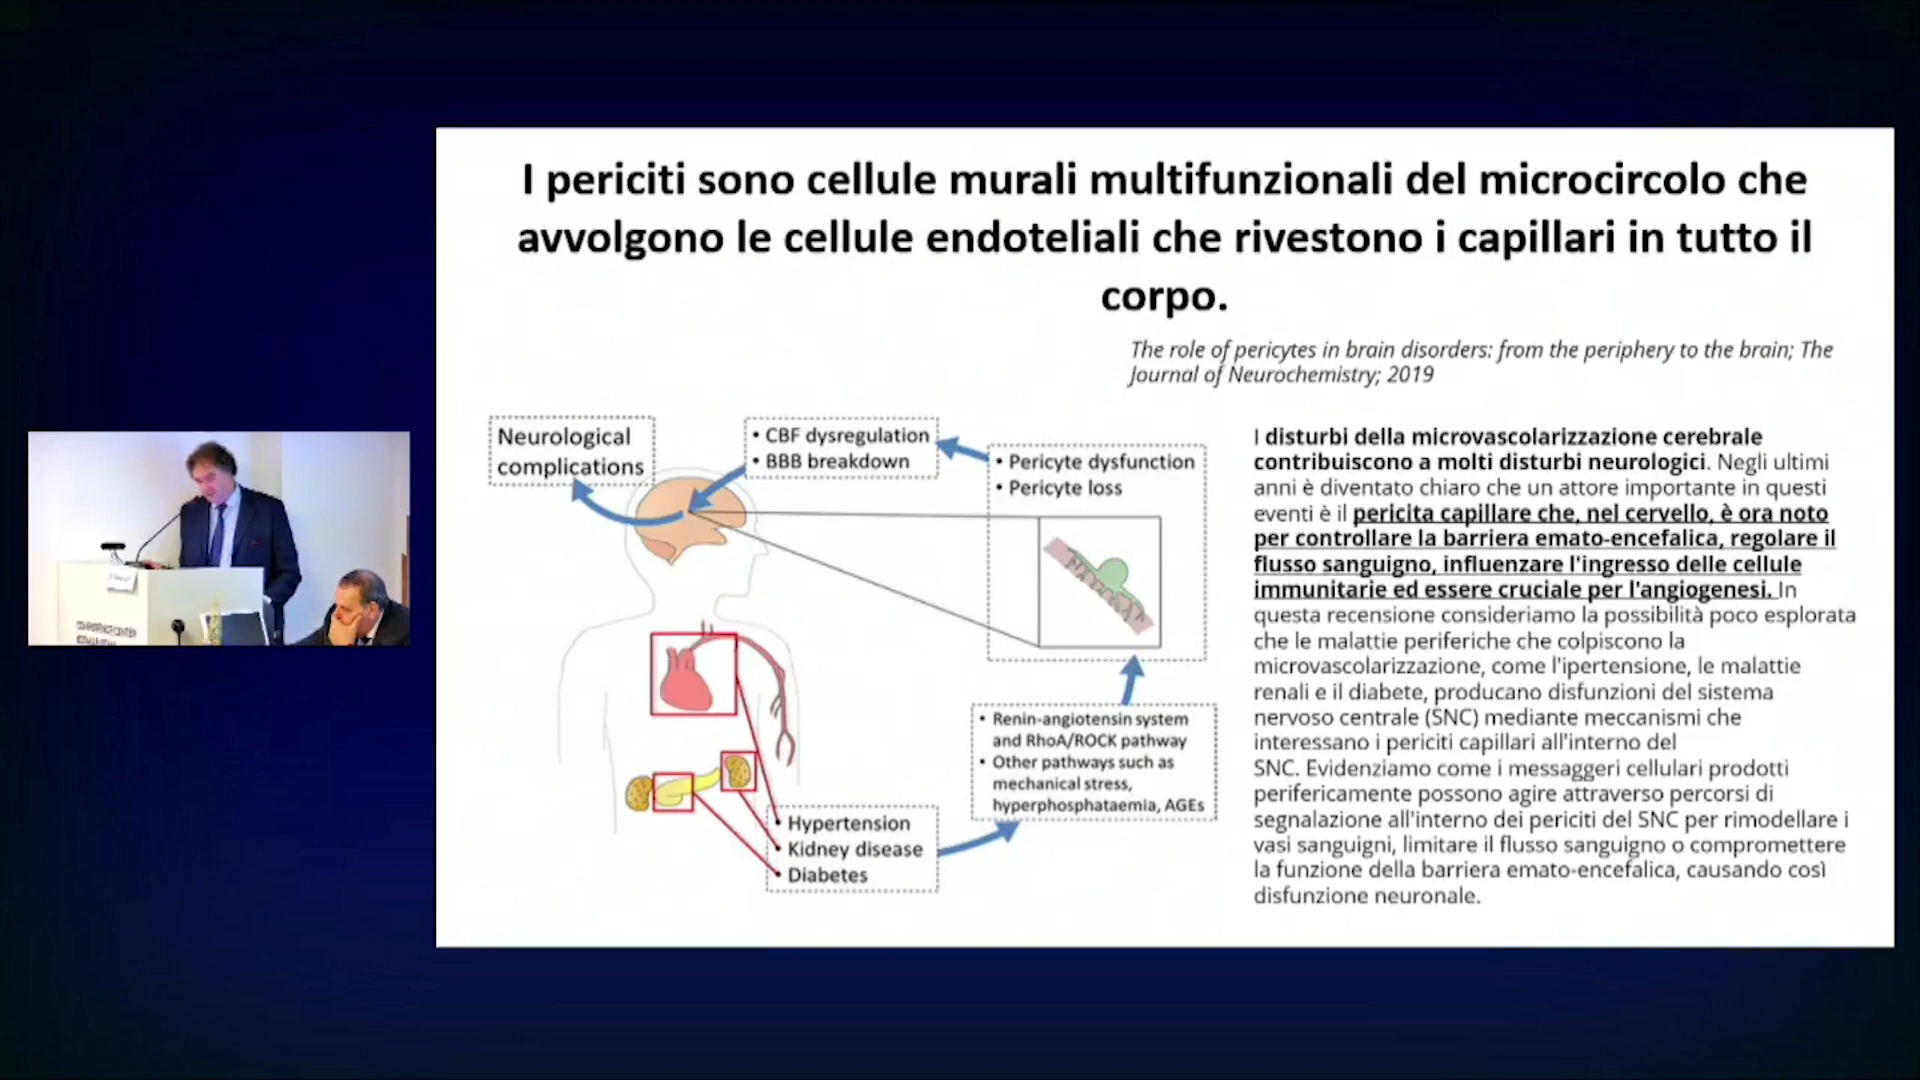 I periciti sono cellule murali multifunzionali del microcircolo che
avvolgono le cellule endoteliali che rivestono i capillari in tutto il
corpo.
The role of pericytes in brain disorders: from the periphery to the brain; The
Journal of Neurochemistry; 2019
Neurological
complications
• CBF dysregulation
• BBB breakdown
• Pericyte dysfunction
• Pericyte loss
• Renin-angiotensin system
and RhoA/ROCK pathway
• Other pathways such as
mechanical stress,
hyperphosphataemia, AGEs
• Hypertension
• Kidney disease
• Diabetes
I disturbi della microvascolarizzazione cerebrale
contribuiscono a molti disturbi neurologici. Negli ultimi
anni è diventato chiaro che un attore importante in questi
eventi è il pericita capillare che, nel cervello, è ora noto
per controllare la barriera emato-encefalica, regolare il
flusso sanguigno, influenzare l'ingresso delle cellule
immunitarie ed essere cruciale per l'angiogenesi. In
questa recensione consideriamo la possibilità poco esplorata
che le malattie periferiche che colpiscono la
microvascolarizzazione, come l'ipertensione, le malattie
renali e il diabete, producano disfunzioni del sistema
nervoso centrale (SNC) mediante meccanismi che
interessano i periciti capillari all'interno del
SNC. Evidenziamo come i messaggeri cellulari prodotti
perifericamente possono agire attraverso percorsi di
segnalazione all'interno dei periciti del SNC per rimodellare i
vasi sanguigni, limitare il flusso sanguigno o compromettere
la funzione della barriera emato-encefalica, causando così
disfunzione neuronale.